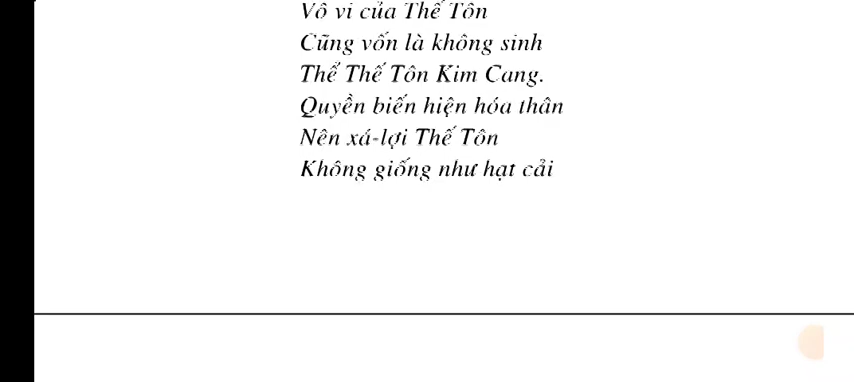 Vô vi của Thế Tôn
Cũng vốn là không sinh
Thể Thế Tôn Kim Cang.
Quyền biến hiện hóa thân
Nên xá-lợi Thế Tôn
Không giống như hạt cải